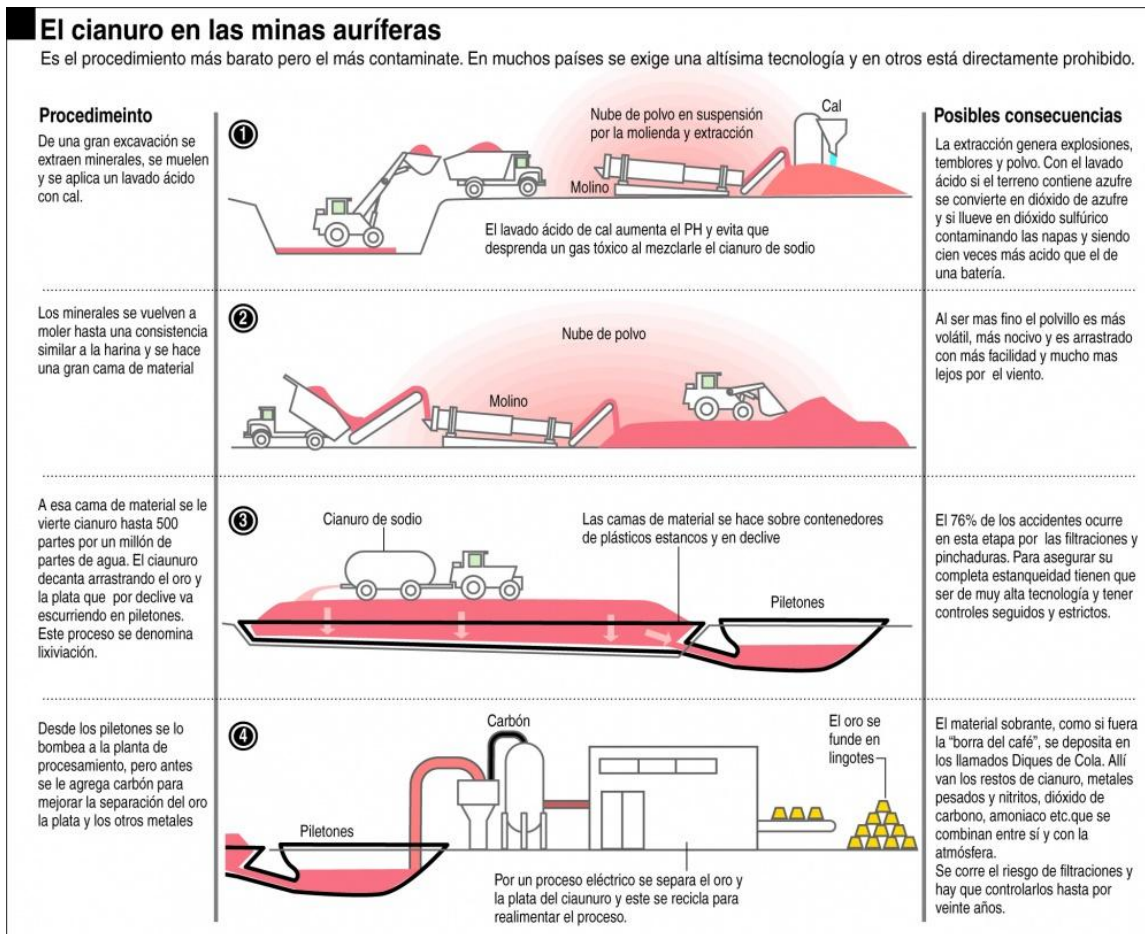 El cianuro en las minas auríferas
Es el procedimiento más barato pero el más contaminate. En muchos países se exige una altísima tecnología y en otros está directamente prohibido.
Procedimeinto
De una gran excavación se
extraen minerales, se muelen
y se aplica un lavado ácido
con cal.
1
Nube de polvo en suspensión
por la molienda y extracción
Cal
Molino
El lavado ácido de cal aumenta el PH y evita que
desprenda un gas tóxico al mezclarle el cianuro de sodio
Posibles consecuencias
La extracción genera explosiones,
temblores y polvo. Con el lavado
ácido si el terreno contiene azufre
se convierte en dióxido de azufre
y si llueve en dióxido sulfúrico
contaminando las napas y siendo
cien veces más acido que el de
una batería.
Los minerales se vuelven a
moler hasta una consistencia
similar a la harina y se hace
una gran cama de material
2
Nube de polvo
Molino
Al ser mas fino el polvillo es más
volátil, más nocivo y es arrastrado
con más facilidad y mucho mas
lejos por el viento.
A esa cama de material se le
vierte cianuro hasta 500
partes por un millón de
partes de agua. El ciaunuro
decanta arrastrando el oro y
la plata que por declive va
escurriendo en piletones.
Este proceso se denomina
lixiviación.
3
Cianuro de sodio
Las camas de material se hace sobre contenedores
de plásticos estancos y en declive
Piletones
El 76% de los accidentes ocurre
en esta etapa por las filtraciones y
pinchaduras. Para asegurar su
completa estanqueidad tienen que
ser de muy alta tecnología y tener
controles seguidos y estrictos.
Desde los piletones se lo
bombea a la planta de
procesamiento, pero antes
se le agrega carbón para
mejorar la separación del oro
la plata y los otros metales
4
Carbón
El oro se
funde en
lingotes
Piletones
Por un proceso eléctrico se separa el oro y
la plata del ciaunuro y este se recicla para
realimentar el proceso.
El material sobrante, como si fuera
la "borra del café", se deposita en
los llamados Diques de Cola. Allí
van los restos de cianuro, metales
pesados y nitritos, dióxido de
carbono, amoniaco etc.que se
combinan entre sí y con la
atmósfera.
Se corre el riesgo de filtraciones y
hay que controlarlos hasta por
veinte años.